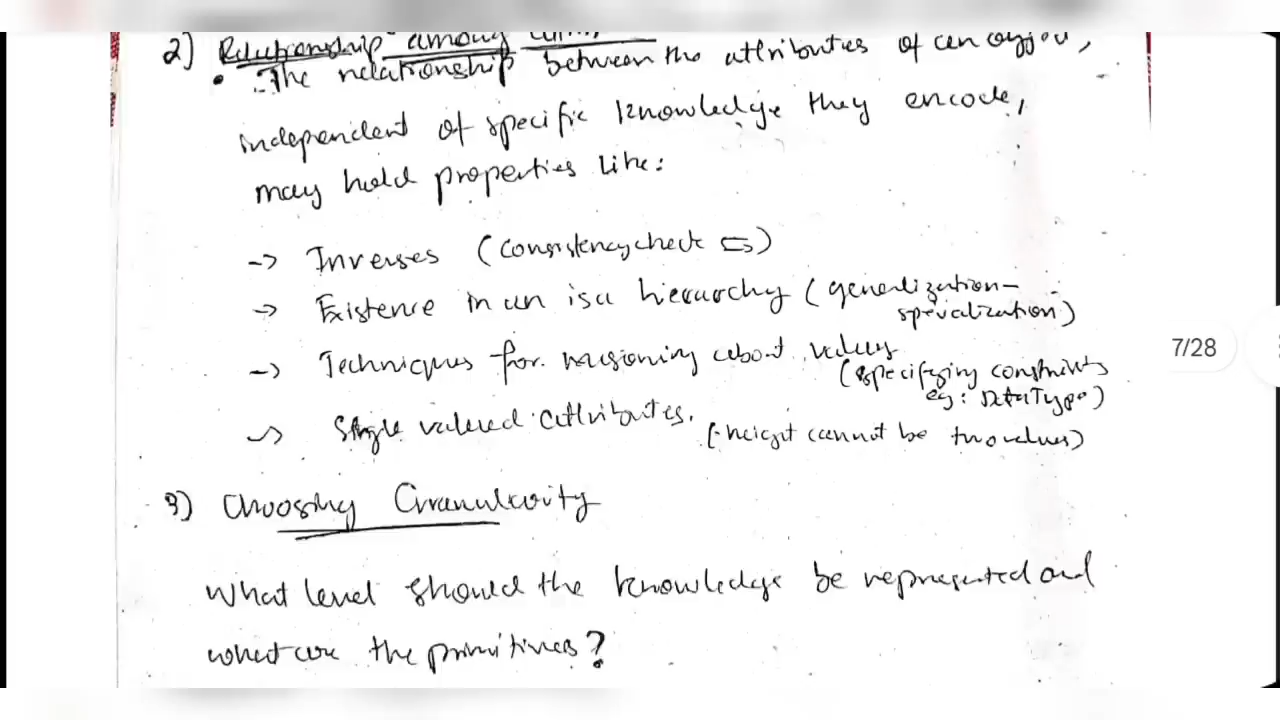 2] Relationship among
• The relationship between the attributies of an object,
independent of specific knowledge they encode,
may hold properties like:
-> Inverses (consistency check ⇆)
-> Existence in an isa hierarchy (generalization-
specialization)
-> Techniques for reasoning about values
(specifying constraints
eg: DataType)
-> Single valued attributes.
(height cannot be two values)
7/28
3) Choosing Granularity
What level should the knowledge be represented and
what are the primitives?